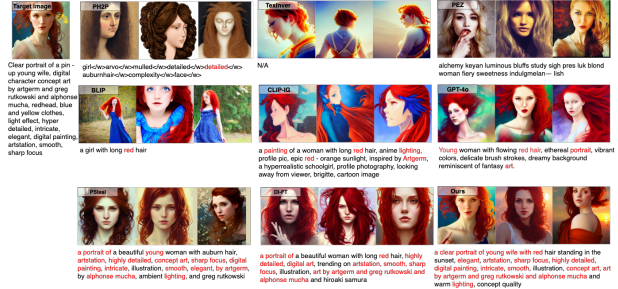 Target Image
Clear portrait of a pin -
up young wife, digital
character concept art
by artgerm and greg
rutkowski and alphonse
mucha, redhead, blue
and yellow clothes,
light effect, hyper
detailed, intricate,
elegant, digital painting,
artstation, smooth,
sharp focus
PH2P
girl</w>arvo</w>mulled</w>detailed</w>detailed</w>
auburnhair</w>complexity</w>face</w>
TexInver
N/A
PEZ
alchemy keyan luminous bluffs study sigh pres luk blond
woman fiery sweetness indulgmelan— lish
BLIP
a girl with long red hair
CLIP-IG
a painting of a woman with long red hair, anime lighting,
profile pic, epic red - orange sunlight, inspired by Artgerm,
a hyperrealistic schoolgirl, profile photography, looking
away from viewer, brigitte, cartoon image
GPT-4o
Young woman with flowing red hair, ethereal portrait, vibrant
colors, delicate brush strokes, dreamy background
reminiscent of fantasy art.
PSteal
a portrait of a beautiful young woman with auburn hair,
artstation, highly detailed, concept art, sharp focus, digital
painting, intricate, illustration, smooth, elegant, by artgerm,
by alphonse mucha, ambient lighting, and greg rutkowski
DI-FT
a portrait of a beautiful woman with long red hair, highly
detailed, digital art, trending on artstation, smooth, sharp
focus, illustration, art by artgerm and greg rutkowski and
alphonse mucha and hiroaki samura
Ours
a clear portrait of young wife with red hair standing in the
sunset, elegant, artstation, concept art, sharp focus, highly
detailed, digital painting, intricate, illustration, concept art, art
by artgerm and greg rutkowski and alphonse mucha and
warm lighting, concept quality